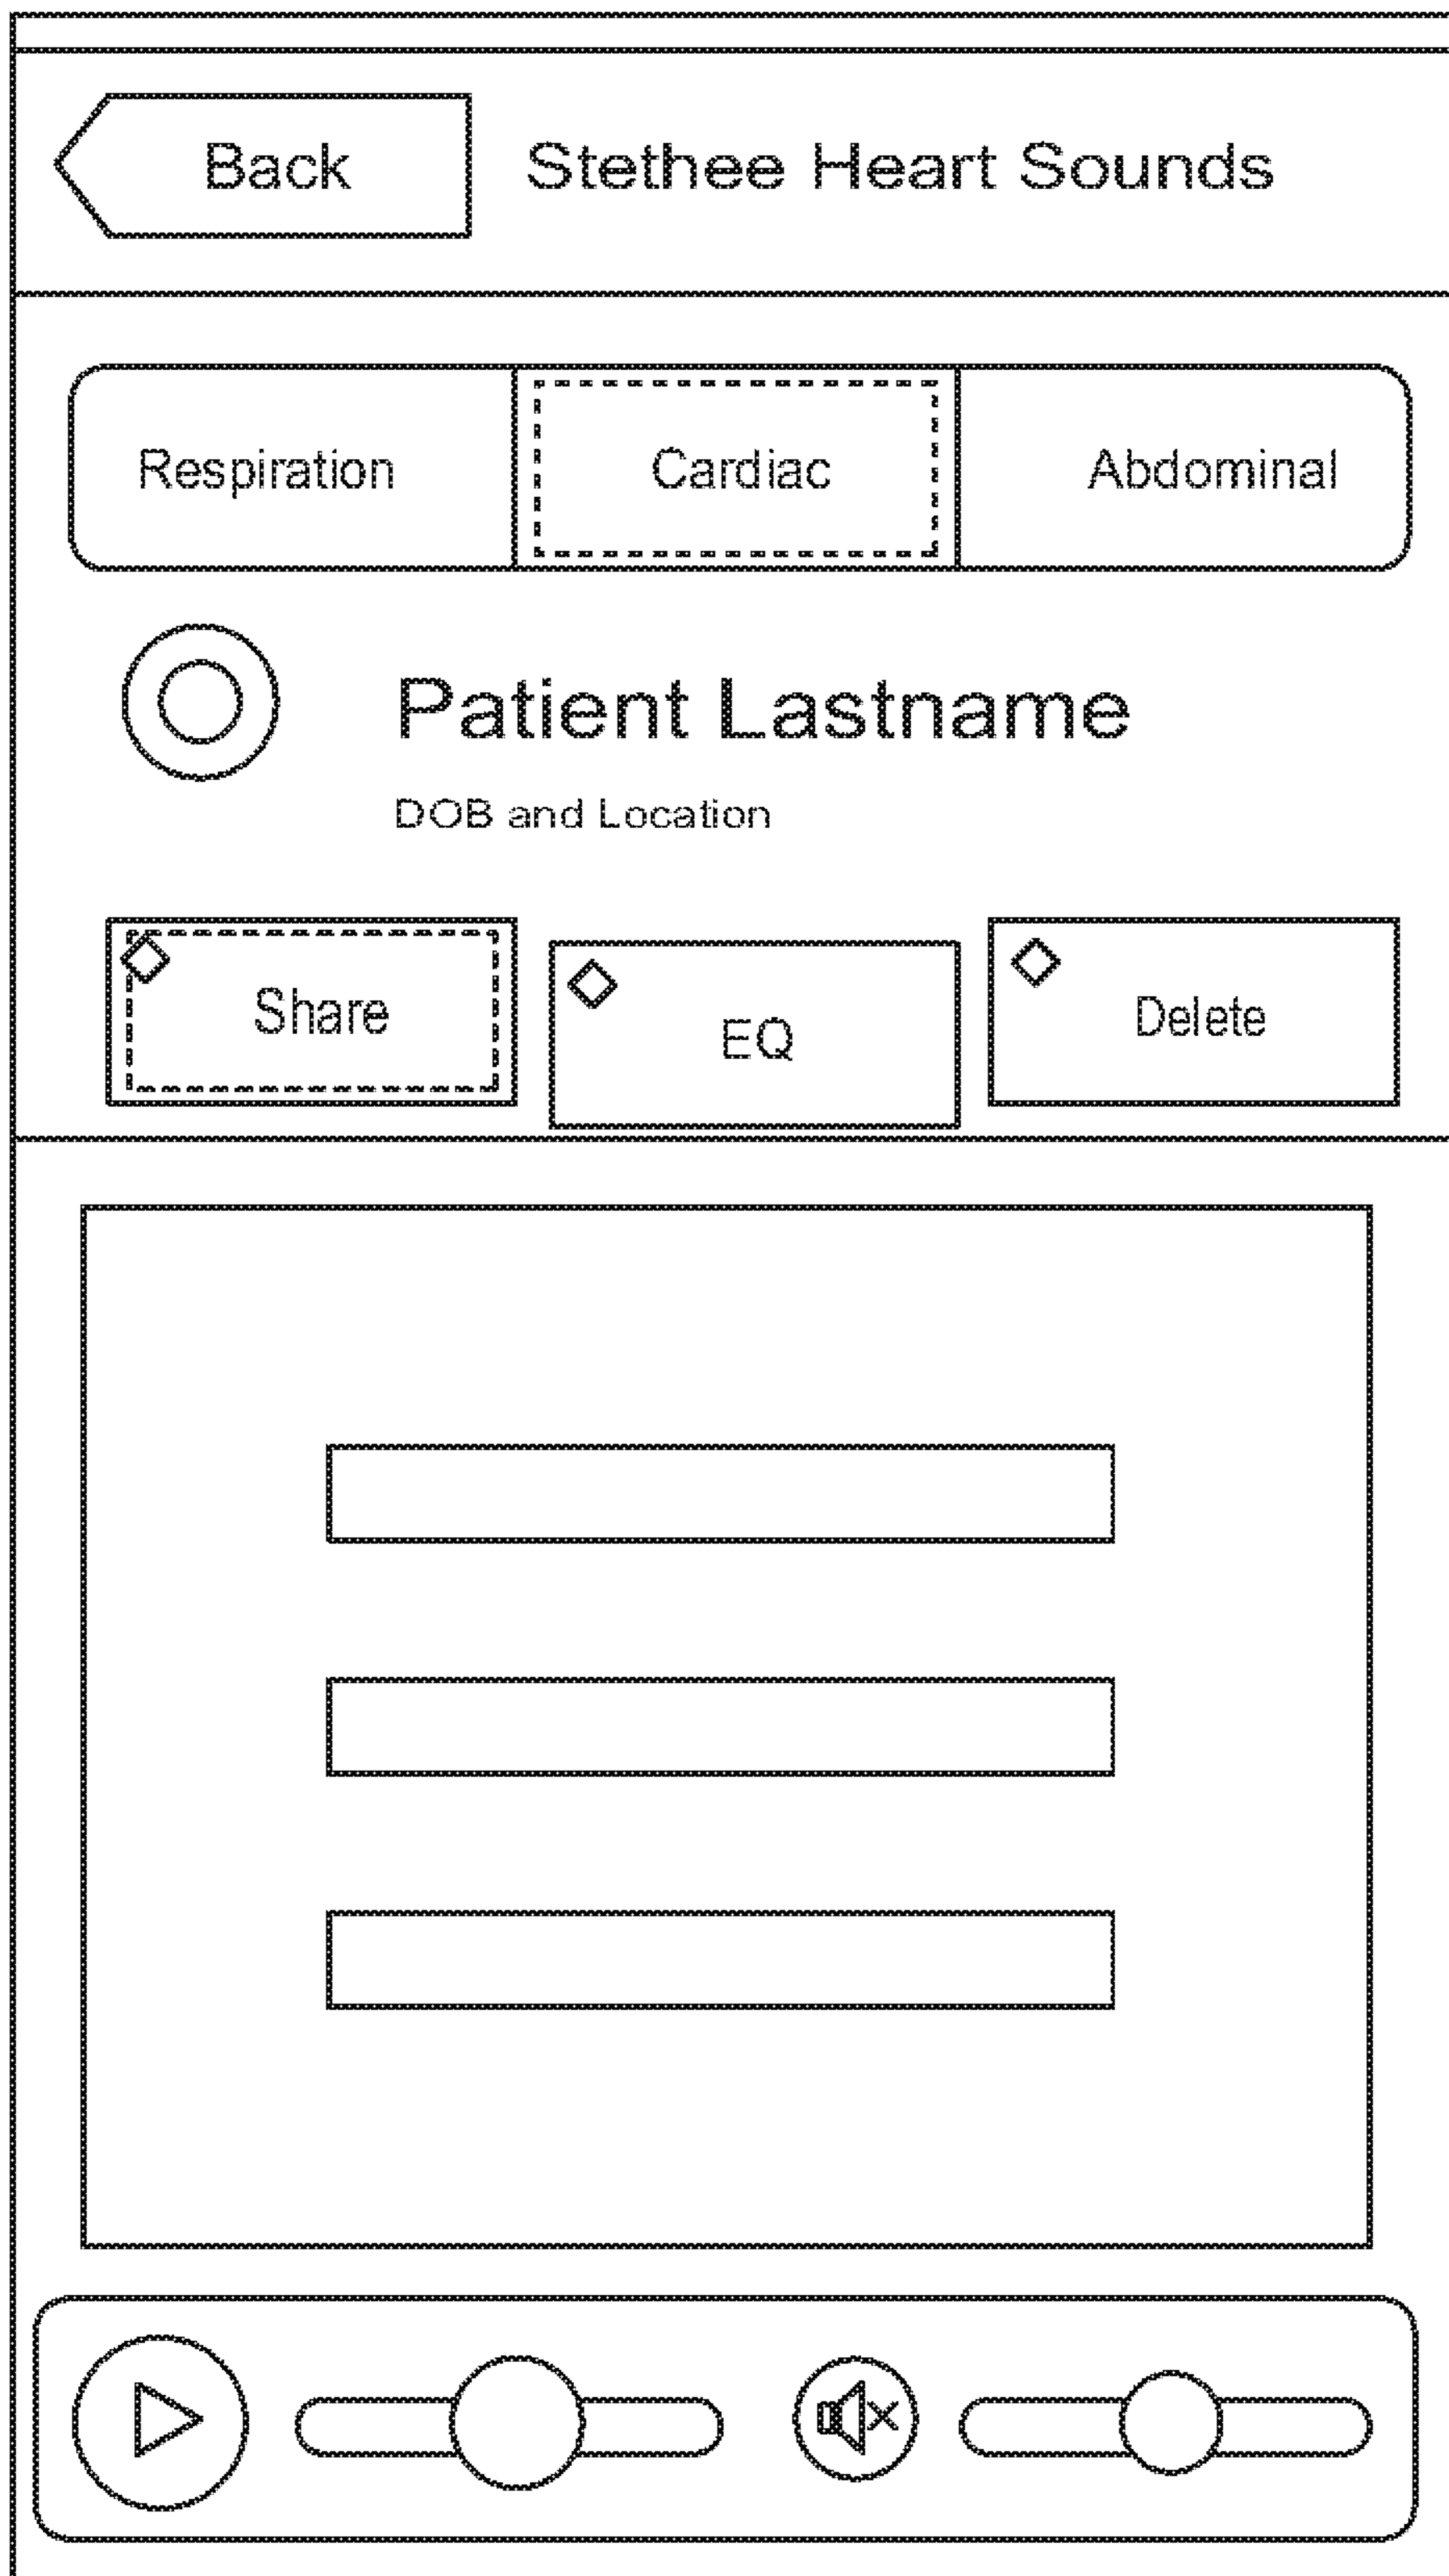 Back Stethee Heart Sounds
Respiration Cardiac Abdominal
Patient Lastname
DOB and Location
Share EQ Delete